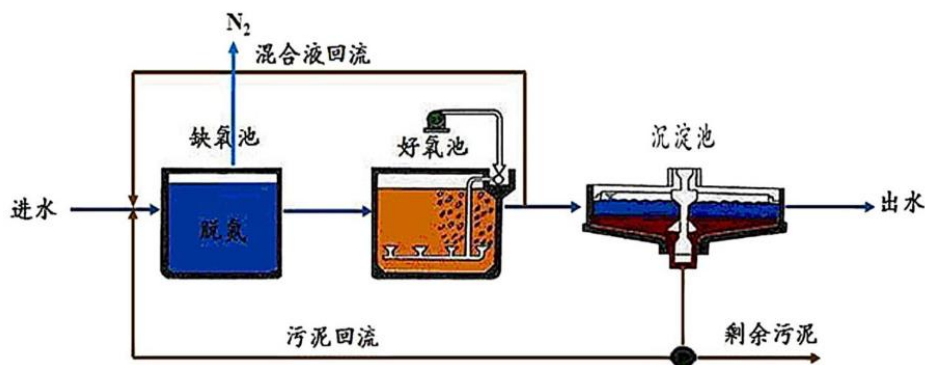 N₂
混合液回流
缺氧池
好氧池
沉淀池
进水
脱氮
出水
污泥回流
剩余污泥